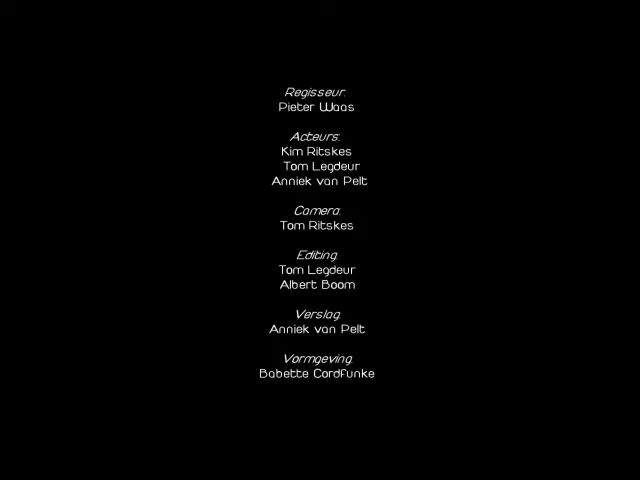 Regisseur:
Pieter Waas
Acteurs:
Kim Ritskes
Tom Legdeur
Anniek van Pelt
Camera:
Tom Ritskes
Editing:
Tom Legdeur
Albert Boom
Verslag:
Anniek van Pelt
Vormgeving:
Babette Cordfunke